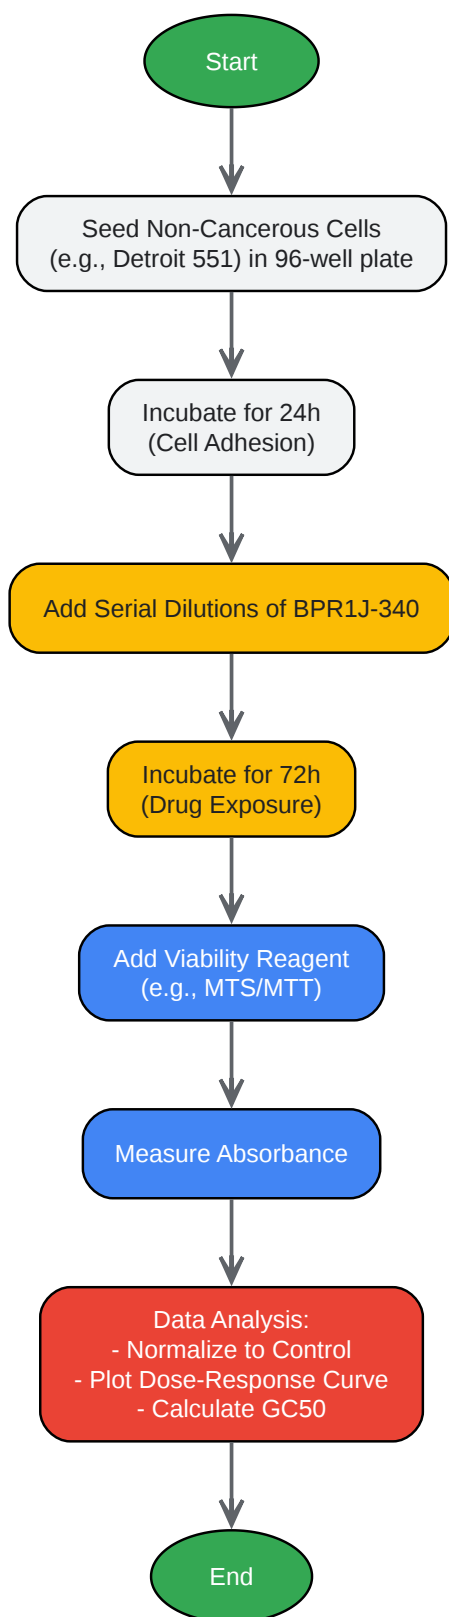 Start
Seed Non-Cancerous Cells
(e.g., Detroit 551) in 96-well plate
Incubate for 24h
(Cell Adhesion)
Add Serial Dilutions of BPR1J-340
Incubate for 72h
(Drug Exposure)
Add Viability Reagent
(e.g., MTS/MTT)
Measure Absorbance
Data Analysis:
- Normalize to Control
- Plot Dose-Response Curve
- Calculate GC50
End